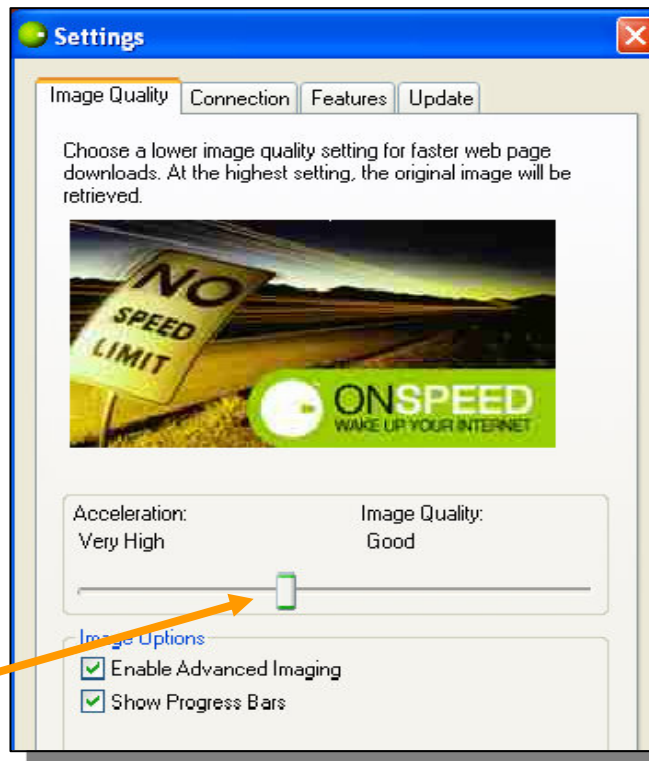 Settings
Image Quality Connection Features Update
Choose a lower image quality setting for faster web page
downloads. At the highest setting, the original image will be
retrieved.
NO
SPEED
LIMIT
ONSPEED
WAKE UP YOUR INTERNET
Acceleration: Image Quality:
Very High Good
Image Options
Enable Advanced Imaging
Show Progress Bars